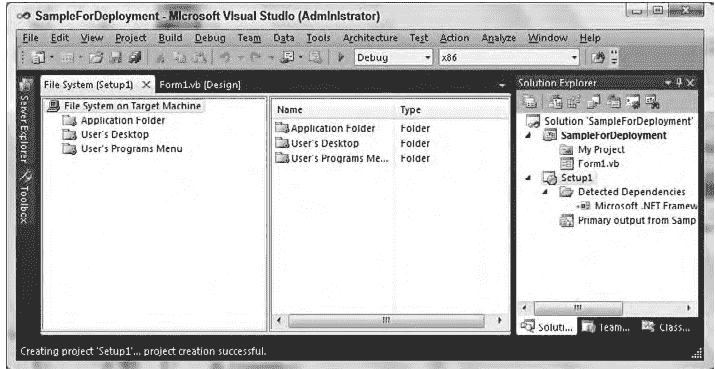 SampleForDeployment - Microsoft Visual Studio (Administrator)
File Edit View Project Build Debug Team Data Tools Architecture Test Action Analyze Window Help
Debug x86
File System (Setup1) Form1.vb [Design]
Solution Explorer
Server Explorer
Toolbox
File System on Target Machine
Application Folder
User's Desktop
User's Programs Menu
Name Type
Application Folder Folder
User's Desktop Folder
User's Programs Me... Folder
Solution 'SampleForDeployment'
SampleForDeployment
My Project
Form1.vb
Setup1
Detected Dependencies
Microsoft .NET Framew
Primary output from Samp
Soluti... Team... Class...
Creating project 'Setup1'... project creation successful.